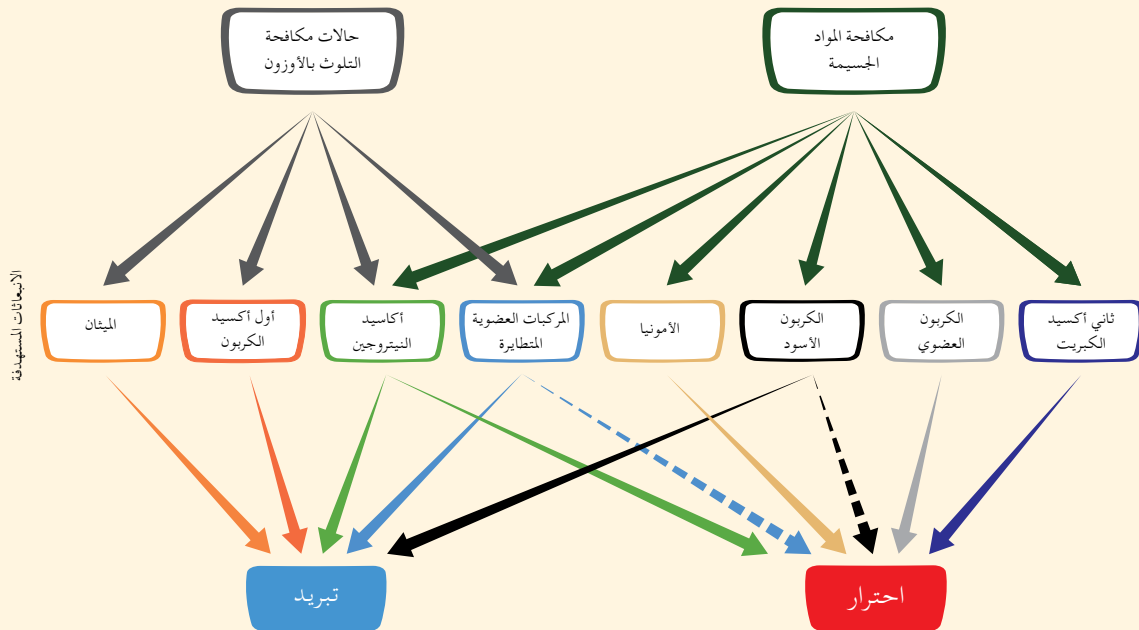 مكافحة المواد
الجسيمة
حالات مكافحة
التلوث بالأوزون
الانبعاثات المستهدفة
ثاني أكسيد
الكبريت
الكربون
العضوي
الكربون
الأسود
الأمونيا
المركبات العضوية
المتطايرة
أكاسيد
النيتروجين
أول أكسيد
الكربون
الميثان
احترار
تبريد